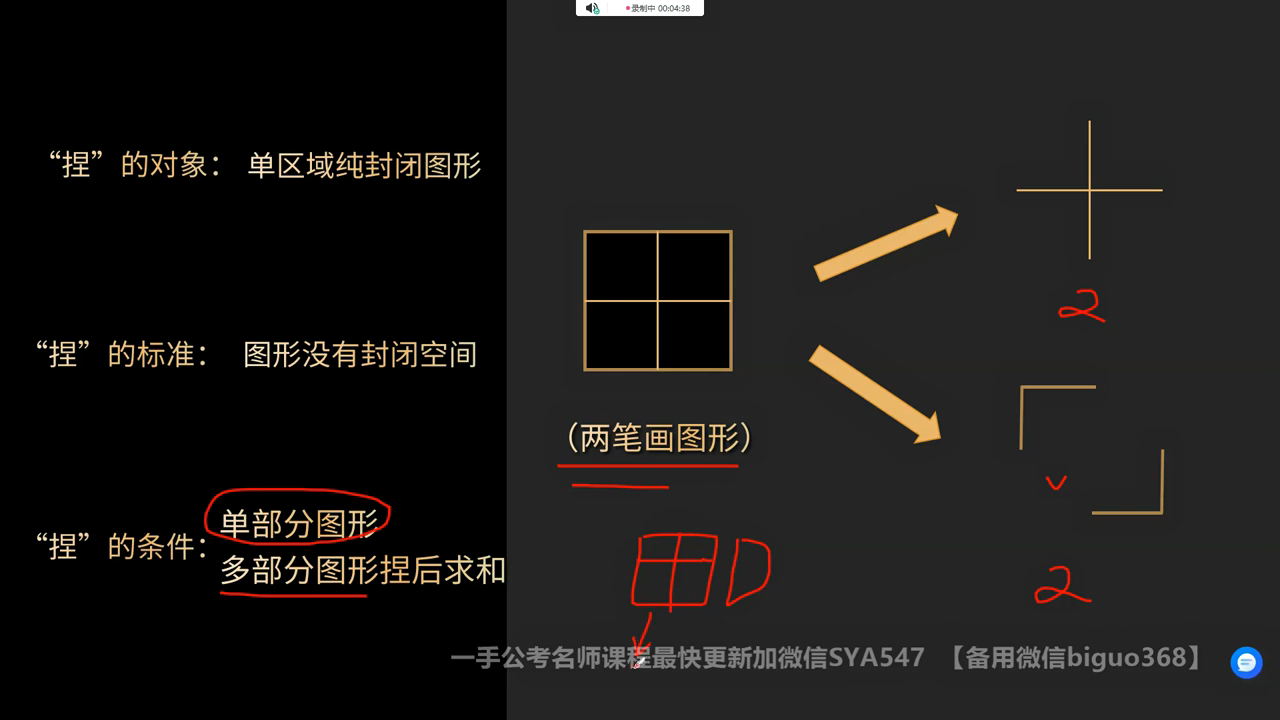 录制中 00:04:38
“捏”的对象： 单区域纯封闭图形
“捏”的标准： 图形没有封闭空间
（两笔画图形）
“捏”的条件：
单部分图形
多部分图形捏后求和
2
2
D
一手公考名师课程最快更新加微信SYA547 【备用微信biguo368】